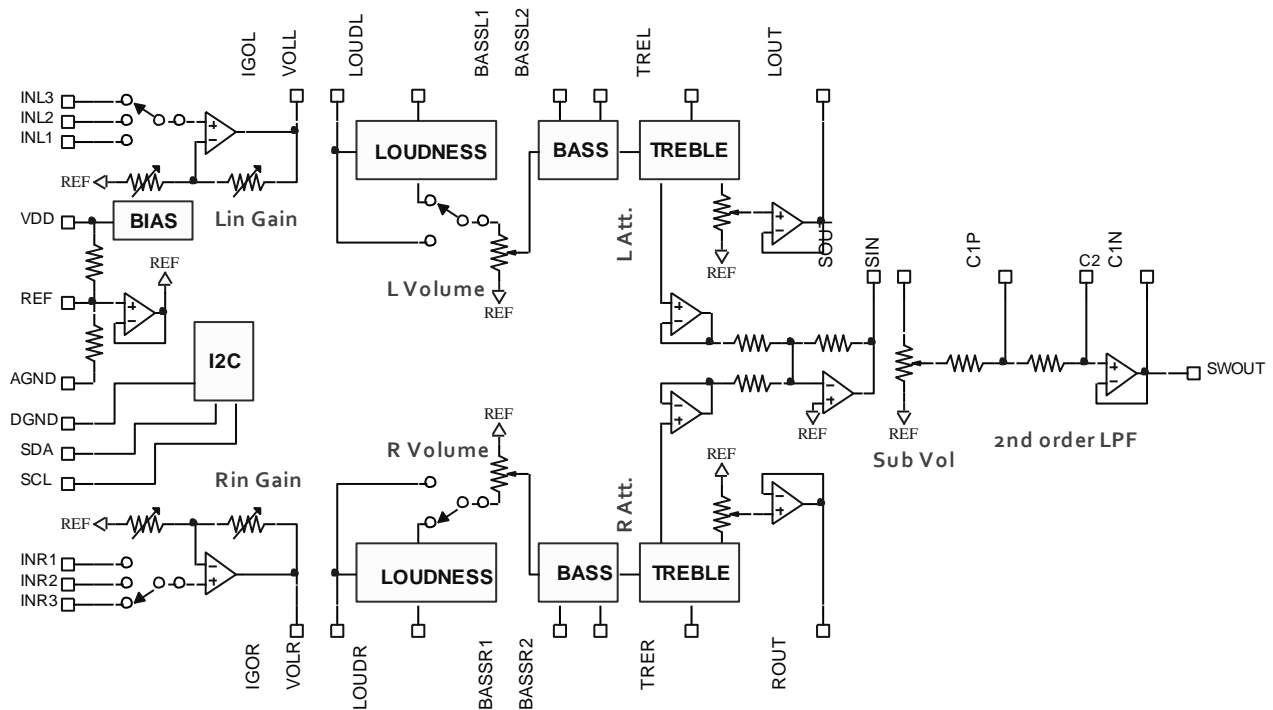 IGOL
VOLL
LOUDL
BASSL1
BASSL2
TREL
LOUT
INL3
INL2
INL1
LOUDNESS
BASS
TREBLE
REF
VDD
BIAS
Lin Gain
L Att.
REF
SOUT
SIN
C1P
C2
C1N
REF
REF
L Volume
REF
I2C
AGND
SWOUT
DGND
REF
REF
REF
2nd order LPF
SDA
R Volume
Sub Vol
SCL
Rin Gain
REF
R Att.
REF
INR1
INR2
INR3
LOUDNESS
BASS
TREBLE
IGOR
VOLR
LOUDR
BASSR1
BASSR2
TRER
ROUT